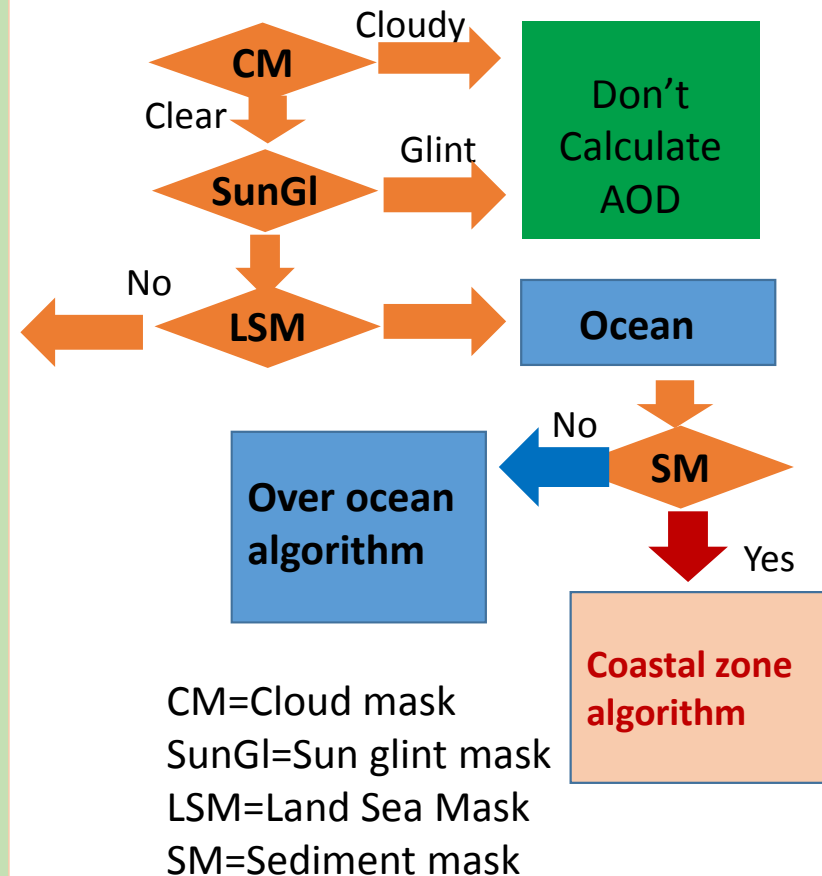 Cloudy
CM
Don’t
Calculate
AOD
Clear
Glint
SunGl
No
LSM
Ocean
No
SM
Over ocean
algorithm
Yes
Coastal zone
algorithm
CM=Cloud mask
SunGl=Sun glint mask
LSM=Land Sea Mask
SM=Sediment mask